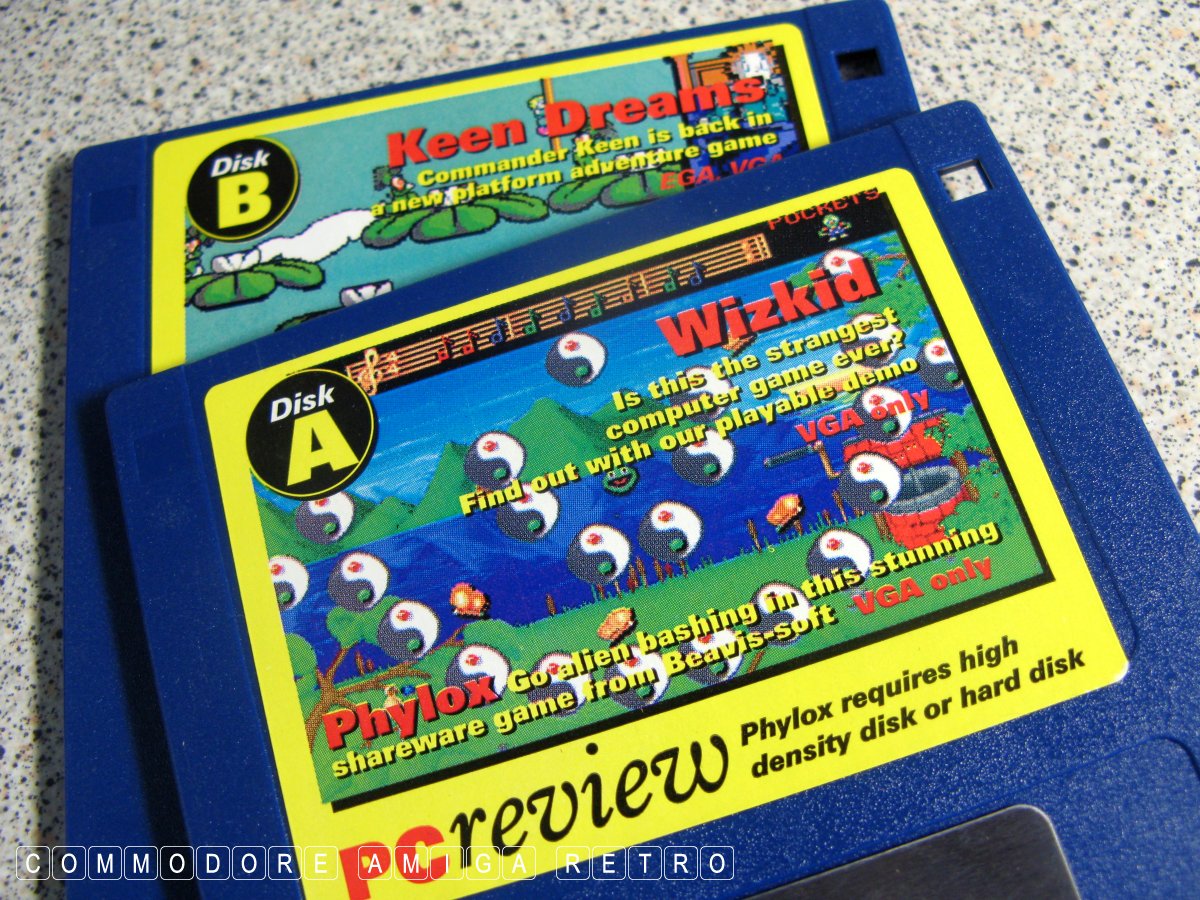 Disk
B
Keen Dreams
Commander Keen is back in
a new platform adventure game
EGA, VGA
POCKETS
4
4
Disk
A
Wizkid
Is this the strangest
computer game ever?
Find out with our playable demo
VGA only
Phylox Go alien bashing in this stunning
shareware game from Beavis-soft VGA only
pcreview
Phylox requires high
density disk or hard disk
COMMODORE AMIGA RETRO